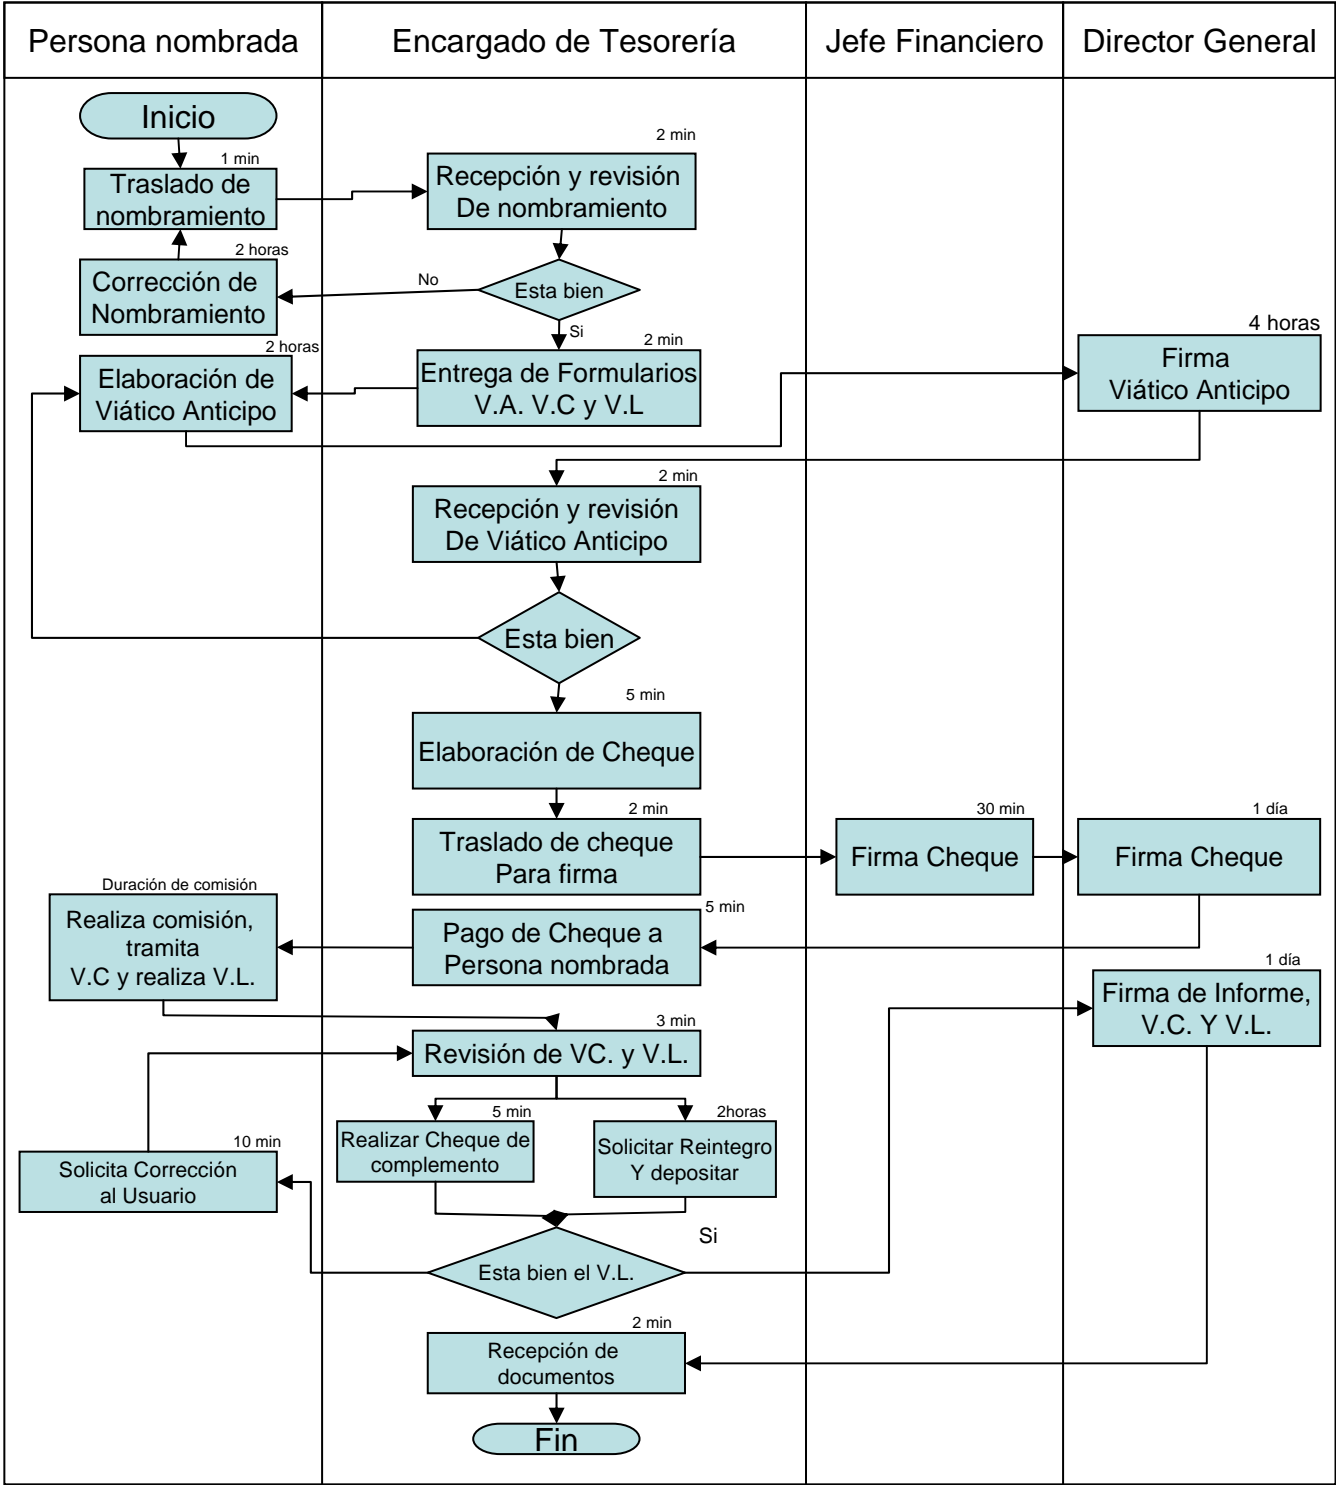 Persona nombrada
Encargado de Tesorería
Jefe Financiero
Director General
Inicio
1 min
Traslado de
nombramiento
2 min
Recepción y revisión
De nombramiento
2 horas
Corrección de
Nombramiento
No
Esta bien
Si
2 horas
Elaboración de
Viático Anticipo
2 min
Entrega de Formularios
V.A. V.C y V.L
4 horas
Firma
Viático Anticipo
2 min
Recepción y revisión
De Viático Anticipo
Esta bien
5 min
Elaboración de Cheque
2 min
Traslado de cheque
Para firma
30 min
Firma Cheque
1 día
Firma Cheque
Duración de comisión
Realiza comisión,
tramita
V.C y realiza V.L.
5 min
Pago de Cheque a
Persona nombrada
1 día
Firma de Informe,
V.C. Y V.L.
3 min
Revisión de VC. y V.L.
5 min
Realizar Cheque de
complemento
2horas
Solicitar Reintegro
Y depositar
10 min
Solicita Corrección
al Usuario
Si
Esta bien el V.L.
2 min
Recepción de
documentos
Fin